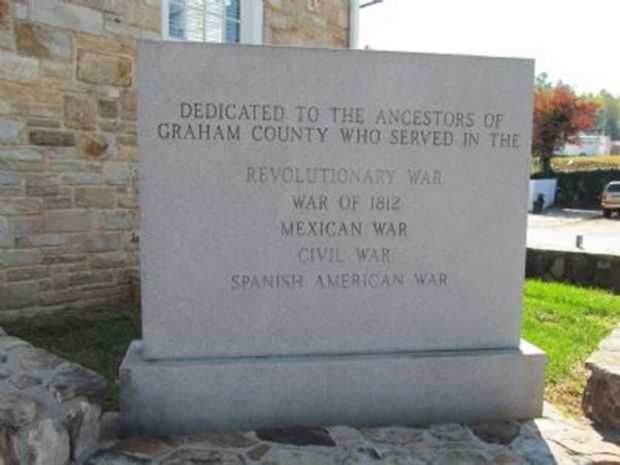 DEDICATED TO THE ANCESTORS OF
GRAHAM COUNTY WHO SERVED IN THE
REVOLUTIONARY WAR
WAR OF 1812
MEXICAN WAR
CIVIL WAR
SPANISH AMERICAN WAR